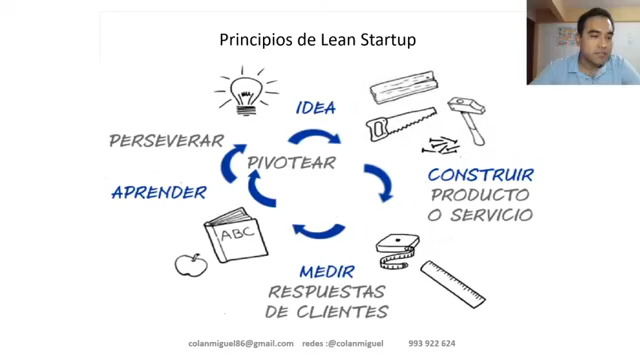 Principios de Lean Startup
IDEA
PERSEVERAR
PIVOTEAR
APRENDER
CONSTRUIR
PRODUCTO
O SERVICIO
ABC
MEDIR
RESPUESTAS
DE CLIENTES
colanmiguel86@gmail.com redes :@colanmiguel 993 922 624